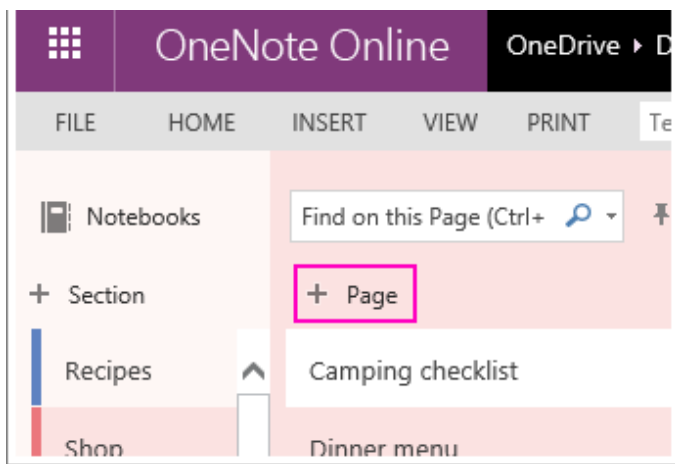 OneNote Online OneDrive ▸ D
FILE HOME INSERT VIEW PRINT Te
Notebooks Find on this Page (Ctrl+
+ Section + Page
Recipes Camping checklist
Shop Dinner menu